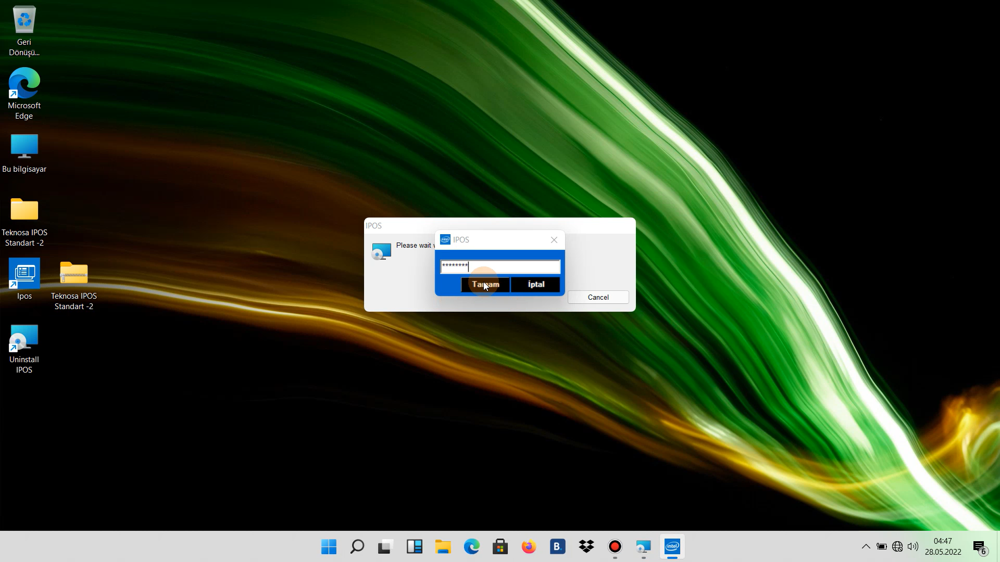 Geri
Dönüşü...
Microsoft
Edge
Bu bilgisayar
Teknosa IPOS
Standart -2
Ipos
Teknosa IPOS
Standart -2
Uninstall
IPOS
IPOS
Please wait
IPOS
********
Tamam
İptal
Cancel
B.
intel
04:47
28.05.2022
6